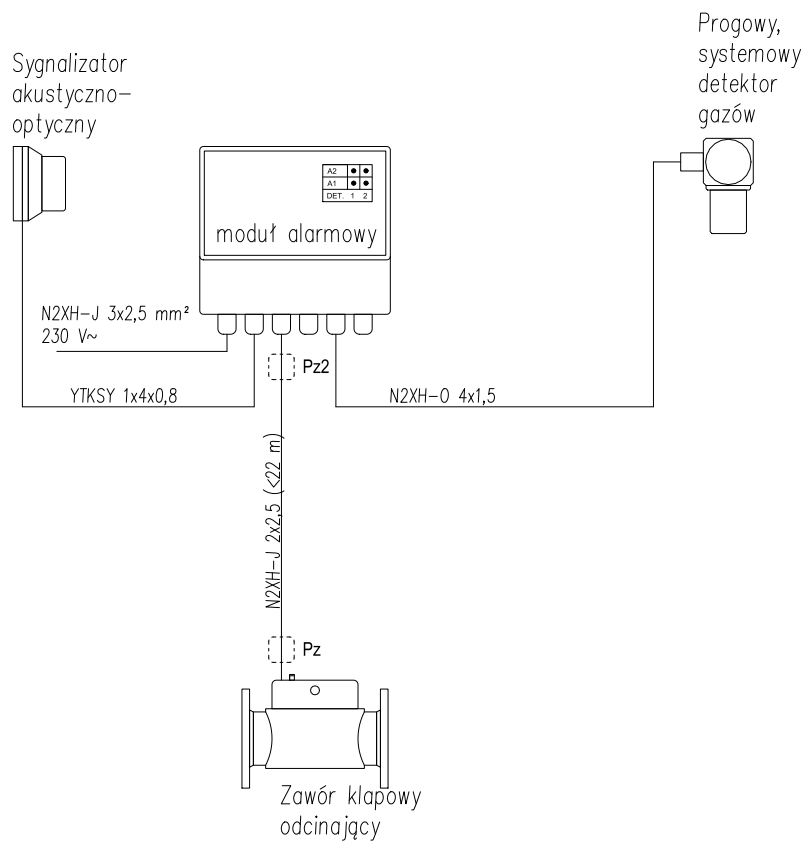 Progowy,
systemowy
detektor
gazów
Sygnalizator
akustyczno-
optyczny
A2
A1
DET. 1 2
moduł alarmowy
N2XH-J 3x2,5 mm²
230 V~
Pz2
YTKSY 1x4x0,8
N2XH-O 4x1,5
N2XH-J 2x2,5 (<22 m)
Pz
Zawór klapowy
odcinający